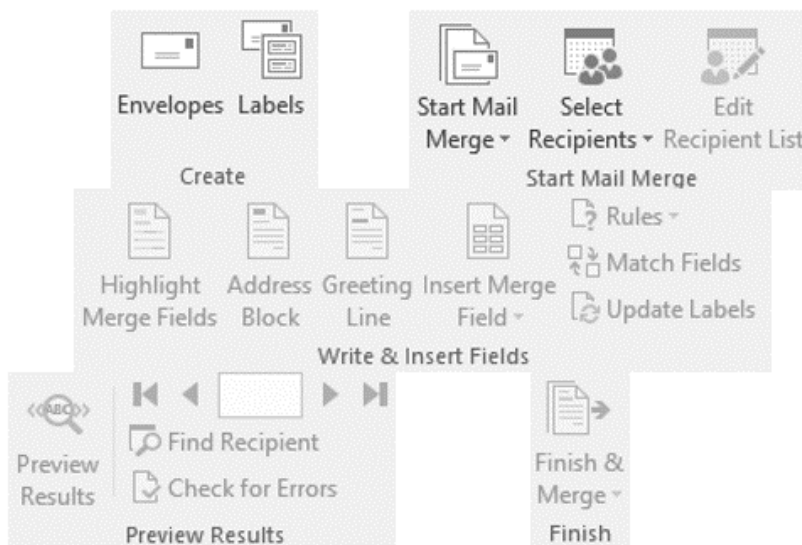 Envelopes Labels
Create
Start Mail Select Edit
Merge Recipients Recipient List
Start Mail Merge
Highlight Address Greeting Insert Merge
Merge Fields Block Line Field
Rules
Match Fields
Update Labels
Write & Insert Fields
ABC
Preview
Results
Find Recipient
Check for Errors
Preview Results
Finish &
Merge
Finish